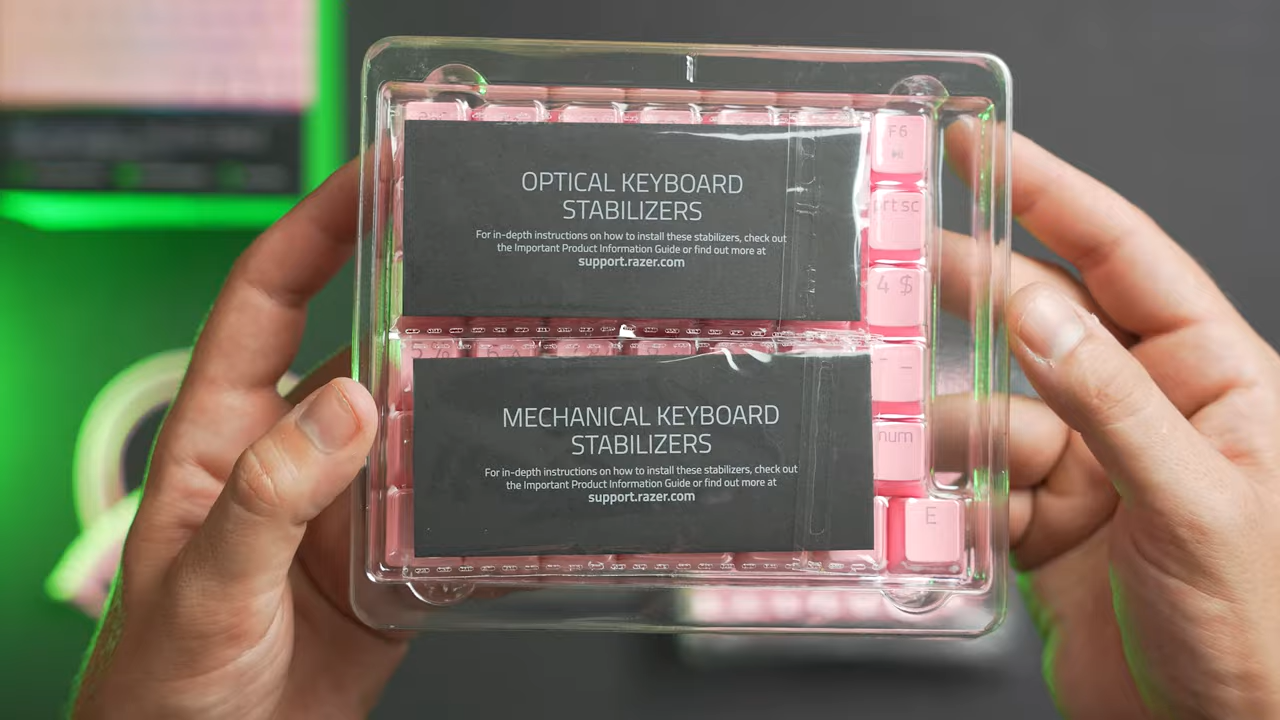 OPTICAL KEYBOARD
STABILIZERS
For in-depth instructions on how to install these stabilizers, check out
the Important Product Information Guide or find out more at
support.razer.com
F6
prt sc
4 $
- _
num
E
MECHANICAL KEYBOARD
STABILIZERS
For in-depth instructions on how to install these stabilizers, check out
the Important Product Information Guide or find out more at
support.razer.com